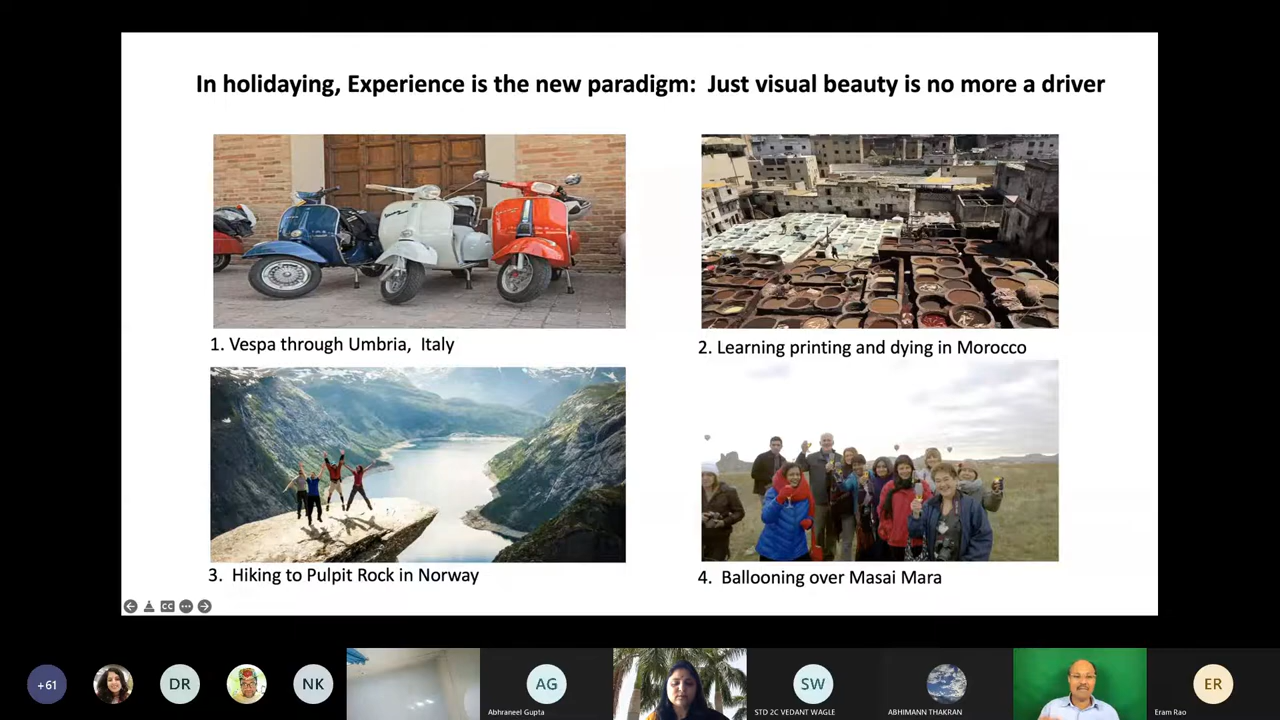 In holidaying, Experience is the new paradigm: Just visual beauty is no more a driver
1. Vespa through Umbria, Italy
2. Learning printing and dying in Morocco
3. Hiking to Pulpit Rock in Norway
4. Ballooning over Masai Mara
CC
+61
DR
NK
AG
Abhraneel Gupta
SW
STD 2C VEDANT WAGLE
ABHIMANN THAKRAN
ER
Eram Rao